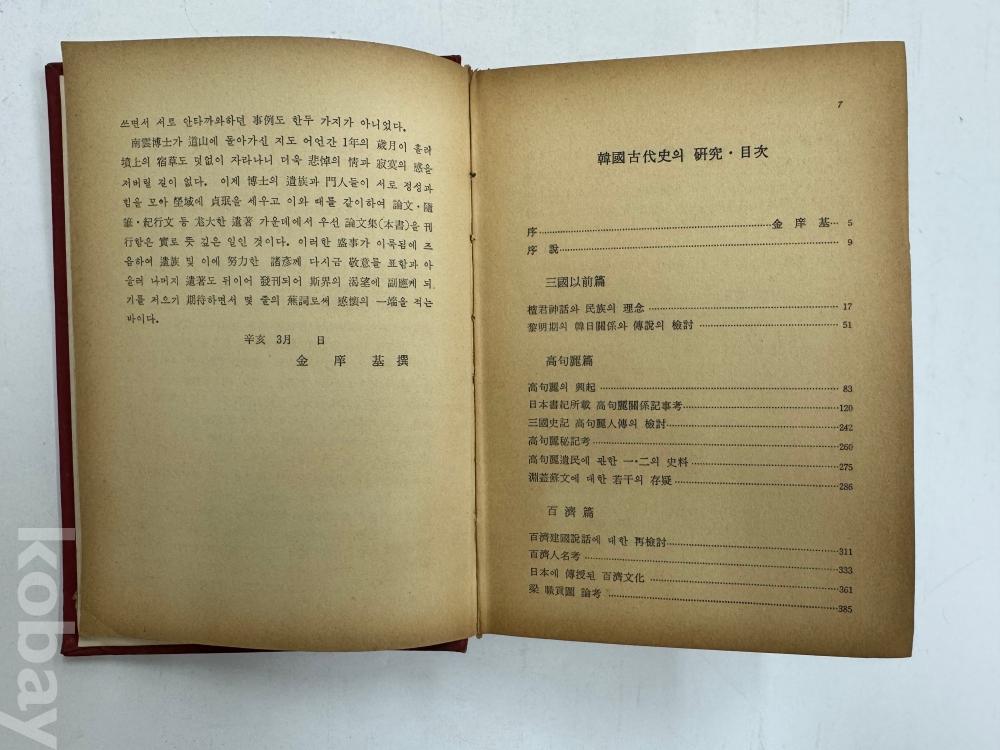 쓰면서 서로 안타까와하던 事例도 한두 가지가 아니었다.
南雲博士가 道山에 돌아가신 지도 어언간 1年의 歲月이 흘러
墳上의 宿草도 덧없이 자라나니 더욱 悲悼의 情과 寂寞의 感을
저버릴 길이 없다. 이제 博士의 遺族과 門人들이 서로 정성과
힘을 모아 塋域에 貞珉을 세우고 이와 때를 같이하여 論文·隨
筆·紀行文 등 尨大한 遺著 가운데에서 우선 論文集(本書)을 刊
行함은 實로 뜻 깊은 일인 것이다. 이러한 盛事가 이룩됨에 즈
음하여 遺族 및 이에 努力한 諸彦께 다시금 敬意를 표함과 아
울러 나머지 遺著도 뒤이어 發刊되어 斯界의 渴望에 副應케 되
기를 저으기 期待하면서 몇 줄의 蕪詞로써 感懷의 一端을 적는
바이다.
辛亥 3月 日
金 庠 基 撰
7
韓國古代史의 硏究·目次
序 金 庠 基 5
序 說 9
三國以前篇
檀君神話와 民族의 理念 17
黎明期의 韓日關係와 傳說의 檢討 51
高句麗篇
高句麗의 興起 83
日本書紀所載 高句麗關係記事考 120
三國史記 高句麗人傳의 檢討 242
高句麗秘記考 260
高句麗遺民에 관한 一·二의 史料 275
淵蓋蘇文에 대한 若干의 存疑 286
百濟篇
百濟建國說話에 대한 再檢討 311
百濟人名考 333
日本에 傳授된 百濟文化 361
梁 職貢圖 論考 385
kobay